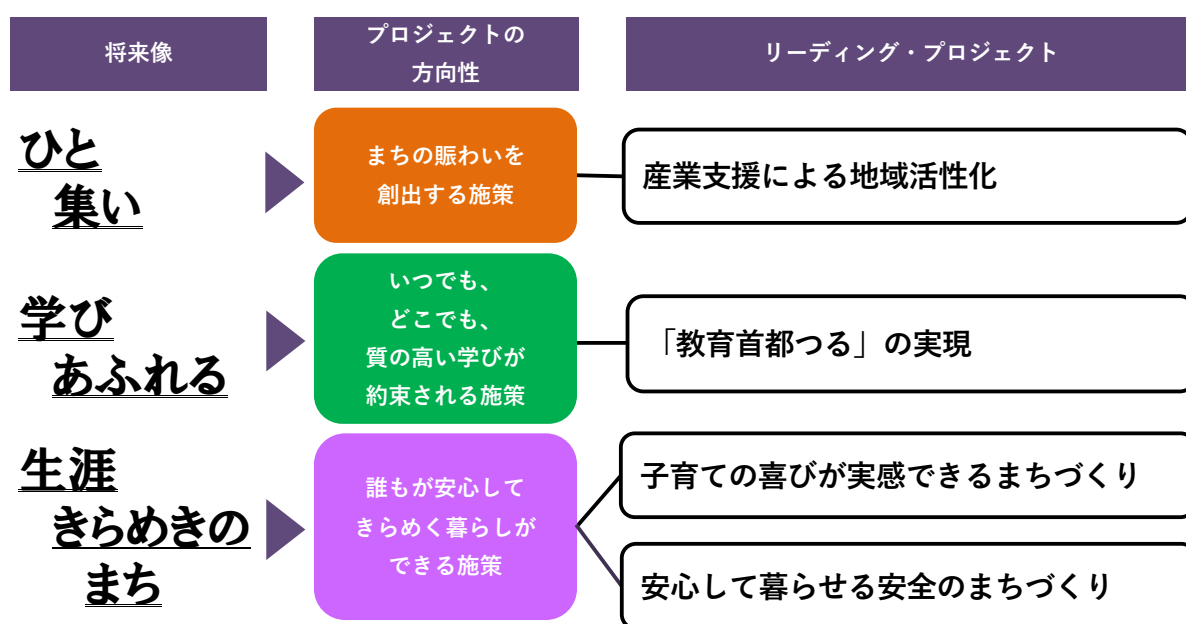 将来像
プロジェクトの
方向性
リーディング・プロジェクト
ひと
集い
まちの賑わいを
創出する施策
産業支援による地域活性化
学び
あふれる
いつでも、
どこでも、
質の高い学びが
約束される施策
「教育首都つる」の実現
生涯
きらめきの
まち
誰もが安心して
きらめく暮らしが
できる施策
子育ての喜びが実感できるまちづくり
安心して暮らせる安全のまちづくり